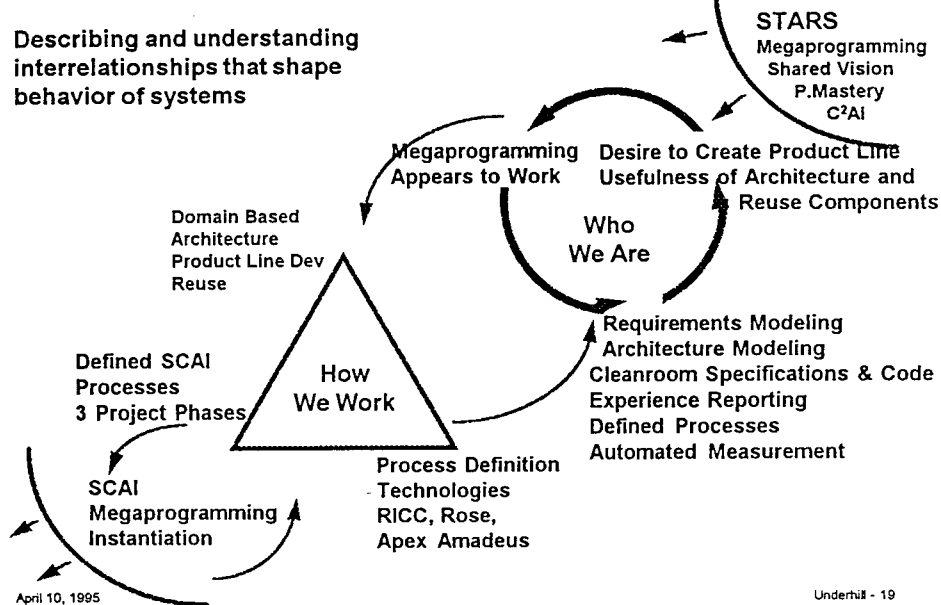 Describing and understanding
interrelationships that shape
behavior of systems
STARS
Megaprogramming
Shared Vision
P.Mastery
C²AI
Megaprogramming
Appears to Work
Desire to Create Product Line
Usefulness of Architecture and
Reuse Components
Who
We Are
Domain Based
Architecture
Product Line Dev
Reuse
How
We Work
Requirements Modeling
Architecture Modeling
Cleanroom Specifications & Code
Experience Reporting
Defined Processes
Automated Measurement
Defined SCAI
Processes
3 Project Phases
Process Definition
Technologies
RICC, Rose,
Apex Amadeus
SCAI
Megaprogramming
Instantiation
April 10, 1995
Underhill - 19